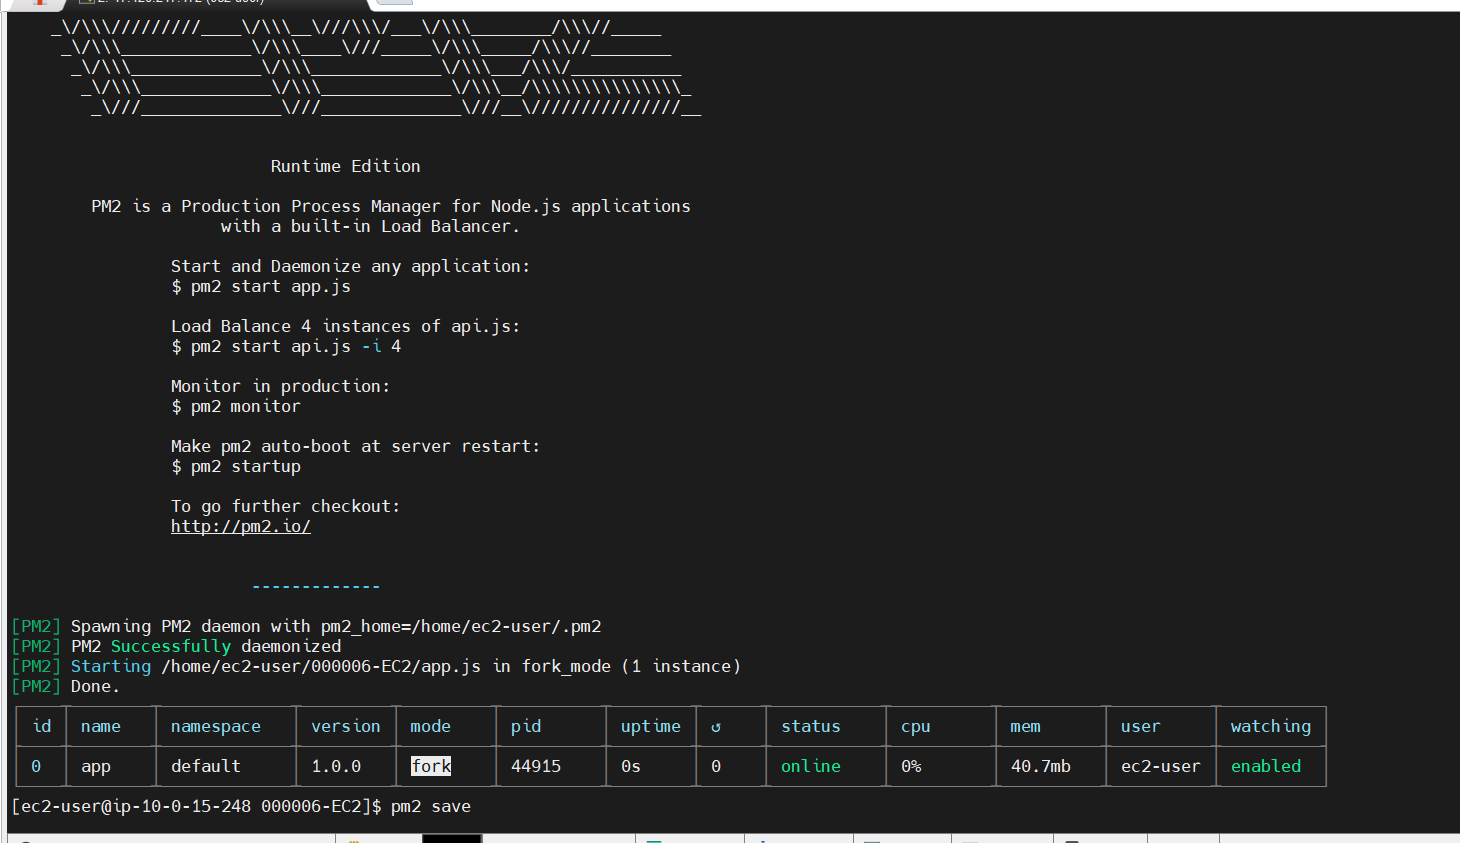 _\/\\\/////////____\/\\\__\///\\\/___\/\\\________/\\\//_____
_\/\\\_____________\/\\\____\///_____\/\\\_____/\\\//________
_\/\\\_____________\/\\\_____________\/\\\___/\\\/___________
_\/\\\_____________\/\\\_____________\/\\\__/\\\\\\\\\\\\\\\_
_\///______________\///______________\///__\///////////////__
Runtime Edition
PM2 is a Production Process Manager for Node.js applications
with a built-in Load Balancer.
Start and Daemonize any application:
$ pm2 start app.js
Load Balance 4 instances of api.js:
$ pm2 start api.js -i 4
Monitor in production:
$ pm2 monitor
Make pm2 auto-boot at server restart:
$ pm2 startup
To go further checkout:
http://pm2.io/
-------------
[PM2] Spawning PM2 daemon with pm2_home=/home/ec2-user/.pm2
[PM2] PM2 Successfully daemonized
[PM2] Starting /home/ec2-user/000006-EC2/app.js in fork_mode (1 instance)
[PM2] Done.
id name namespace version mode pid uptime ↺ status cpu mem user watching
0 app default 1.0.0 fork 44915 0s 0 online 0% 40.7mb ec2-user enabled
[ec2-user@ip-10-0-15-248 000006-EC2]$ pm2 save